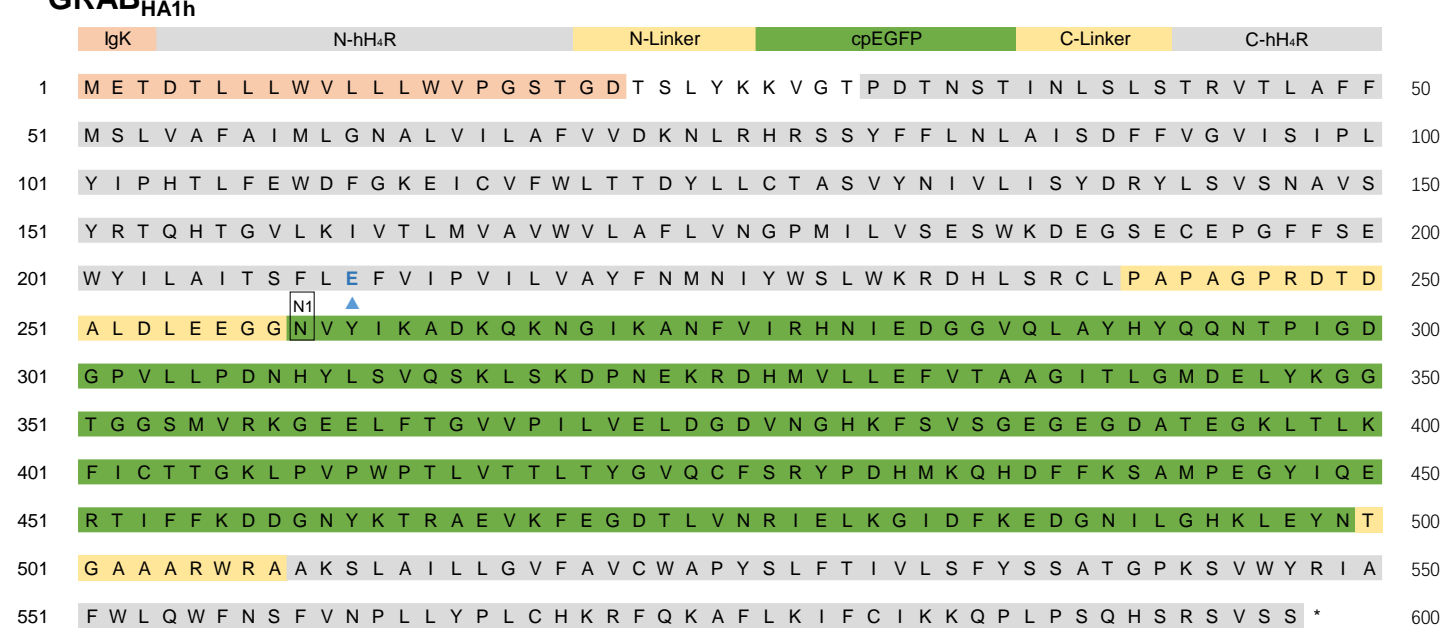 GRAB_HA1h
IgK N-hH₄R N-Linker cpEGFP C-Linker C-hH₄R
1 M E T D T L L L W V L L L W V P G S T G D T S L Y K K V G T P D T N S T I N L S L S T R V T L A F F 50
51 M S L V A F A I M L G N A L V I L A F V V D K N L R H R S S Y F F L N L A I S D F F V G V I S I P L 100
101 Y I P H T L F E W D F G K E I C V F W L T T D Y L L C T A S V Y N I V L I S Y D R Y L S V S N A V S 150
151 Y R T Q H T G V L K I V T L M V A V W V L A F L V N G P M I L V S E S W K D E G S E C E P G F F S E 200
201 W Y I L A I T S F L E F V I P V I L V A Y F N M N I Y W S L W K R D H L S R C L P A P A G P R D T D 250
N1
251 A L D L E E G G N V Y I K A D K Q K N G I K A N F V I R H N I E D G G V Q L A Y H Y Q Q N T P I G D 300
301 G P V L L P D N H Y L S V Q S K L S K D P N E K R D H M V L L E F V T A A G I T L G M D E L Y K G G 350
351 T G G S M V R K G E E L F T G V V P I L V E L D G D V N G H K F S V S G E G E G D A T E G K L T L K 400
401 F I C T T G K L P V P W P T L V T T L T Y G V Q C F S R Y P D H M K Q H D F F K S A M P E G Y I Q E 450
451 R T I F F K D D G N Y K T R A E V K F E G D T L V N R I E L K G I D F K E D G N I L G H K L E Y N T 500
501 G A A A R W R A A K S L A I L L G V F A V C W A P Y S L F T I V L S F Y S S A T G P K S V W Y R I A 550
551 F W L Q W F N S F V N P L L Y P L C H K R F Q K A F L K I F C I K K Q P L P S Q H S R S V S S * 600